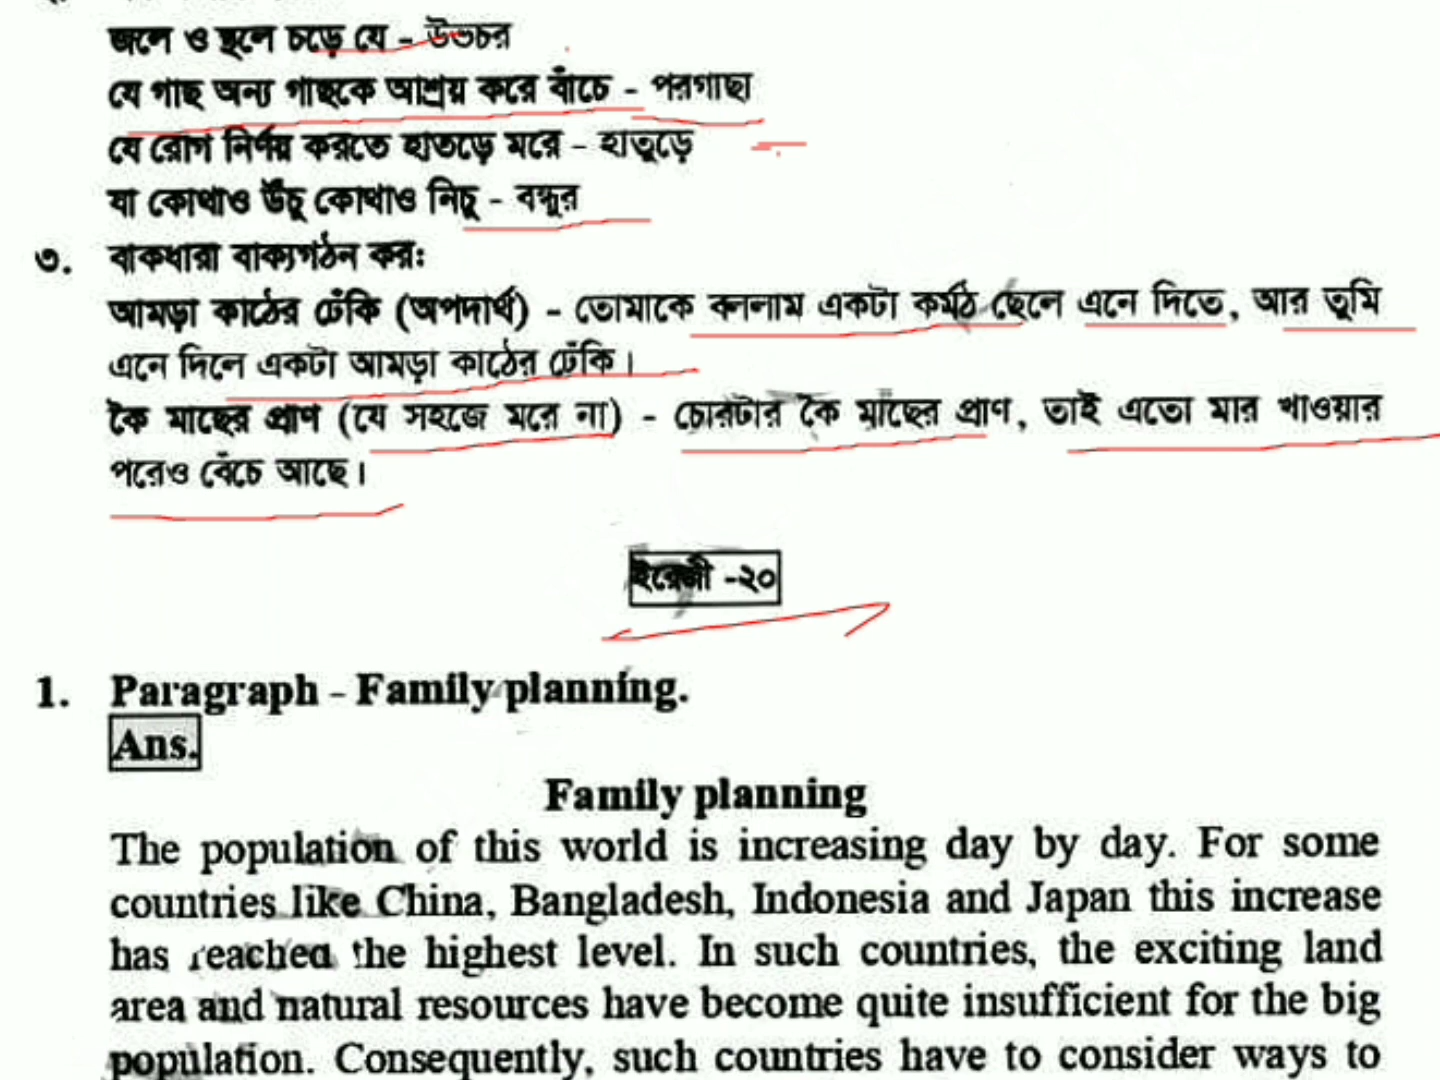 জলে ও স্থলে চড়ে যে - উভচর
যে গাছ অন্য গাছকে আশ্রয় করে বাঁচে - পরগাছা
যে রোগ নির্ণয় করতে হাতড়ে মরে - হাতুড়ে
যা কোথাও উঁচু কোথাও নিচু - বন্ধুর
৩. বাকধারা বাক্যগঠন কর:
আমড়া কাঠের ঢেঁকি (অপদার্থ) - তোমাকে বললাম একটা কর্মঠ ছেলে এনে দিতে, আর তুমি
এনে দিলে একটা আমড়া কাঠের ঢেঁকি।
কৈ মাছের প্রাণ (যে সহজে মরে না) - চোরটার কৈ মাছের প্রাণ, তাই এতো মার খাওয়ার
পরেও বেঁচে আছে।
ইংরেজী -২০
1. Paragraph - Family planning.
Ans.
Family planning
The population of this world is increasing day by day. For some
countries like China, Bangladesh, Indonesia and Japan this increase
has reached the highest level. In such countries, the exciting land
area and natural resources have become quite insufficient for the big
population. Consequently, such countries have to consider ways to